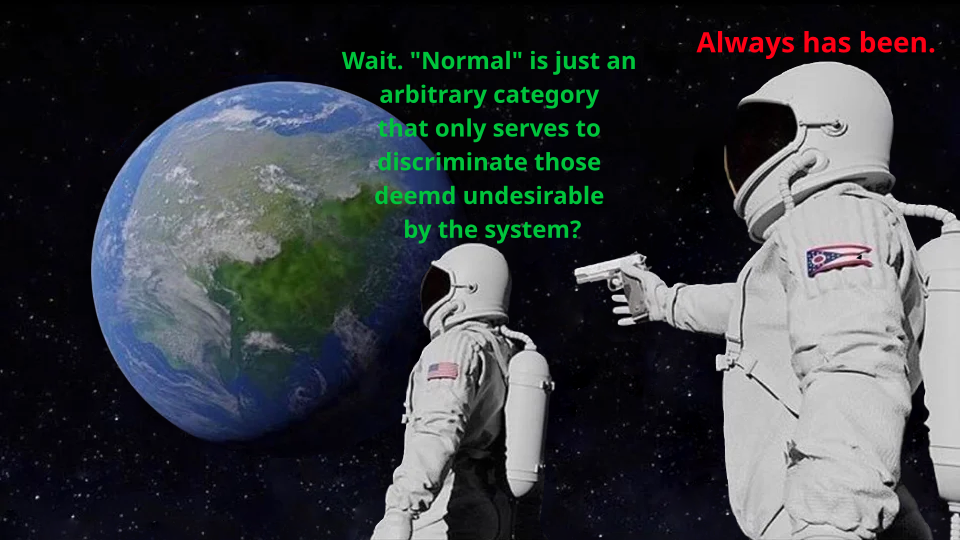 Always has been.
Wait. "Normal" is just an
arbitrary category
that only serves to
discriminate those
deemd undesirable
by the system?